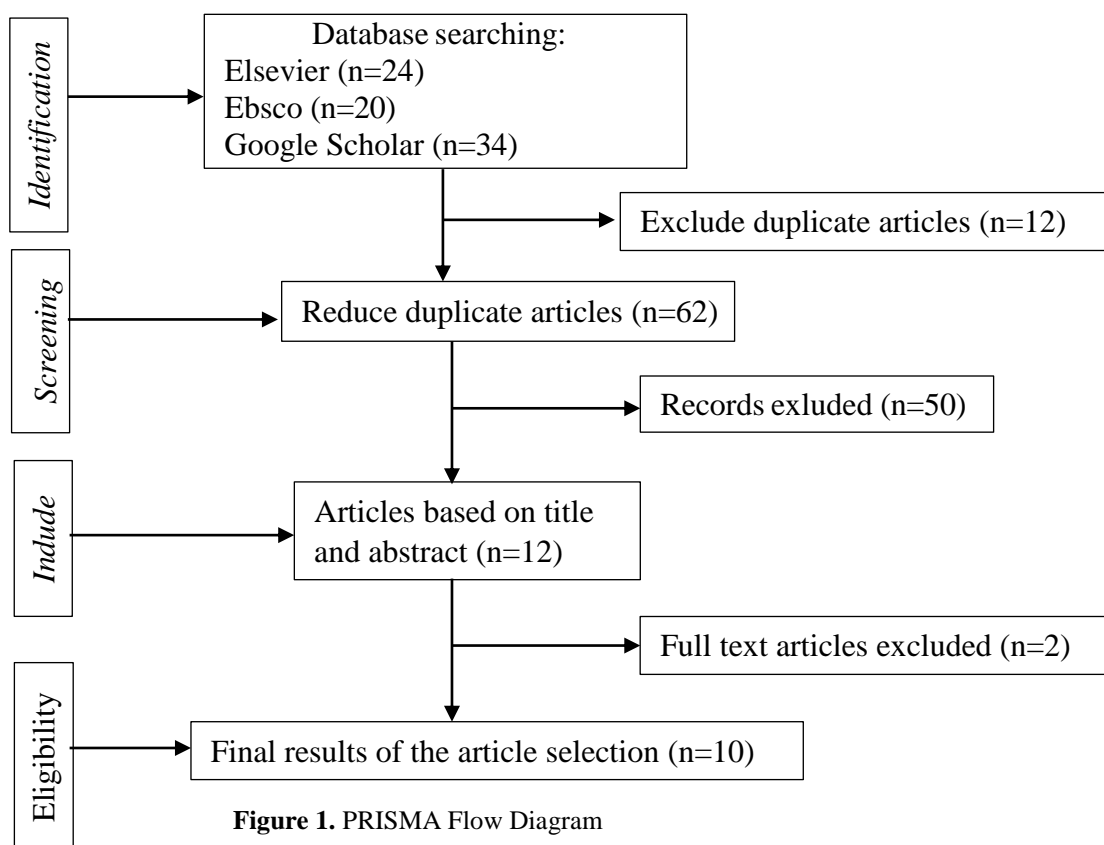 Identification
Database searching:
Elsevier (n=24)
Ebsco (n=20)
Google Scholar (n=34)
Exclude duplicate articles (n=12)
Screening
Reduce duplicate articles (n=62)
Records exluded (n=50)
Indude
Articles based on title
and abstract (n=12)
Full text articles excluded (n=2)
Eligibility
Final results of the article selection (n=10)
Figure 1. PRISMA Flow Diagram